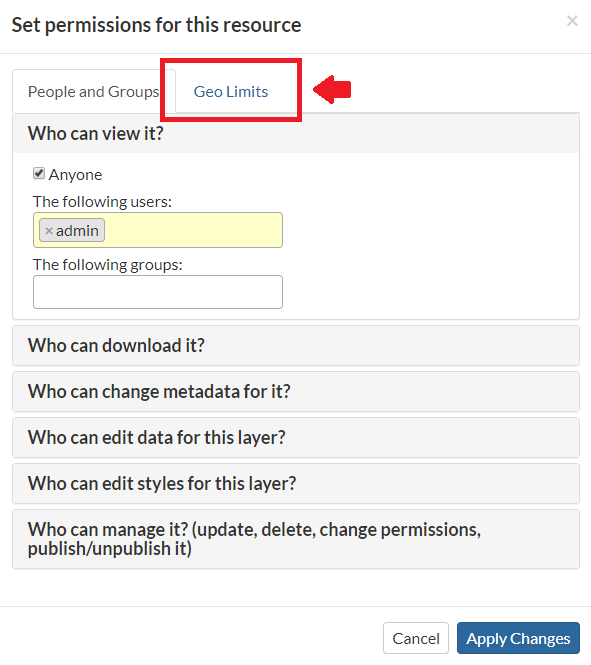 Set permissions for this resource
×
People and Groups
Geo Limits
Who can view it?
Anyone
The following users:
×admin
The following groups:
Who can download it?
Who can change metadata for it?
Who can edit data for this layer?
Who can edit styles for this layer?
Who can manage it? (update, delete, change permissions,
publish/unpublish it)
Cancel
Apply Changes